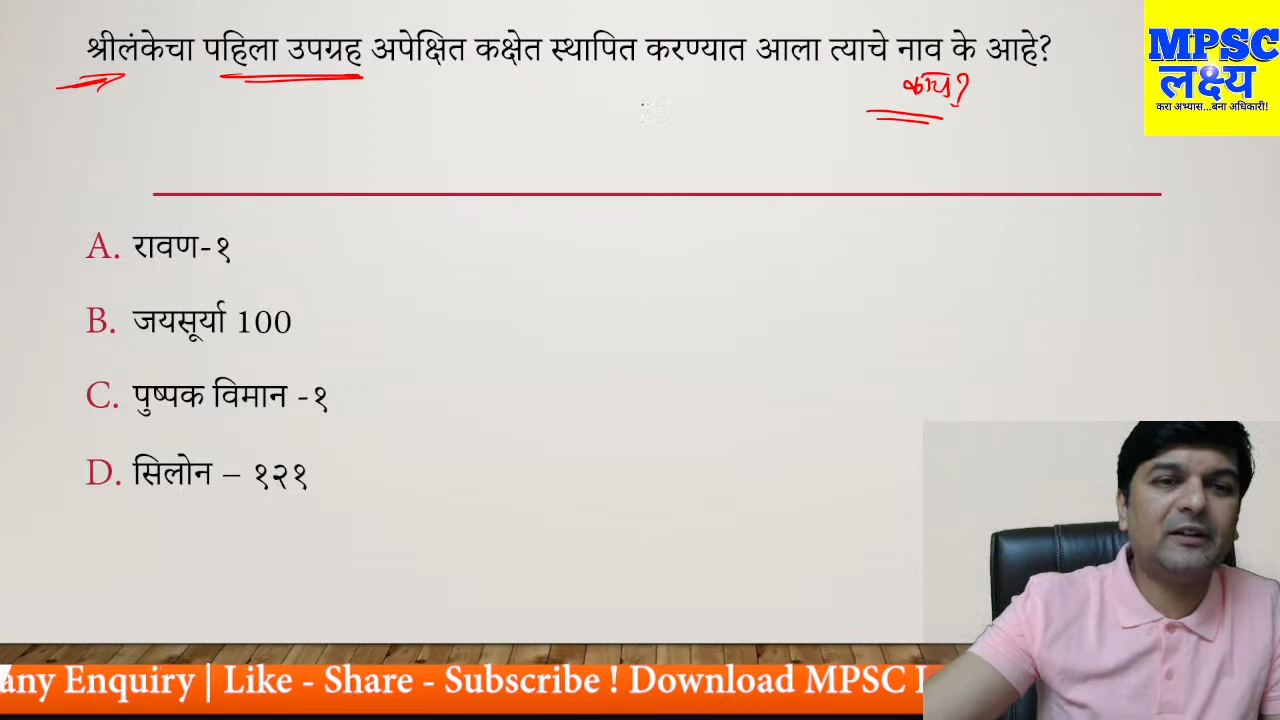 श्रीलंकेचा पहिला उपग्रह अपेक्षित कक्षेत स्थापित करण्यात आला त्याचे नाव के आहे?
काय?
MPSC
लक्ष्य
करा अभ्यास...बना अधिकारी!
A. रावण-१
B. जयसूर्या 100
C. पुष्पक विमान -१
D. सिलोन – १२१
any Enquiry | Like - Share - Subscribe ! Download MPSC